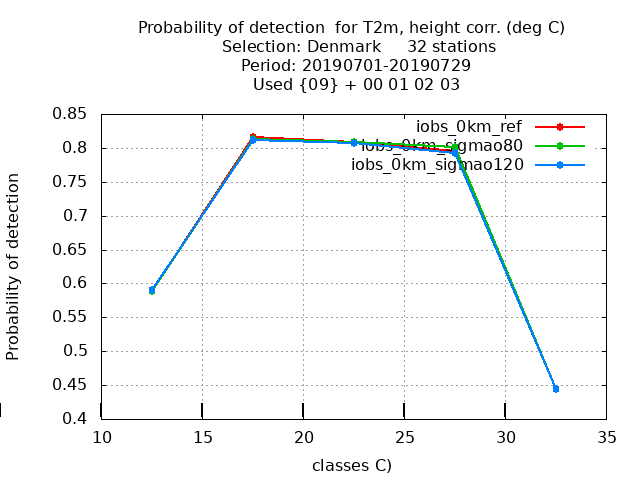 Probability of detection  for T2m, height corr. (deg C)
Selection: Denmark     32 stations
Period: 20190701-20190729
Used {09} + 00 01 02 03
iobs_0km_ref
iobs_0km_sigmao80
iobs_0km_sigmao120
Probability of detection
0.85
0.8
0.75
0.7
0.65
0.6
0.55
0.5
0.45
0.4
10 15 20 25 30 35
classes C)